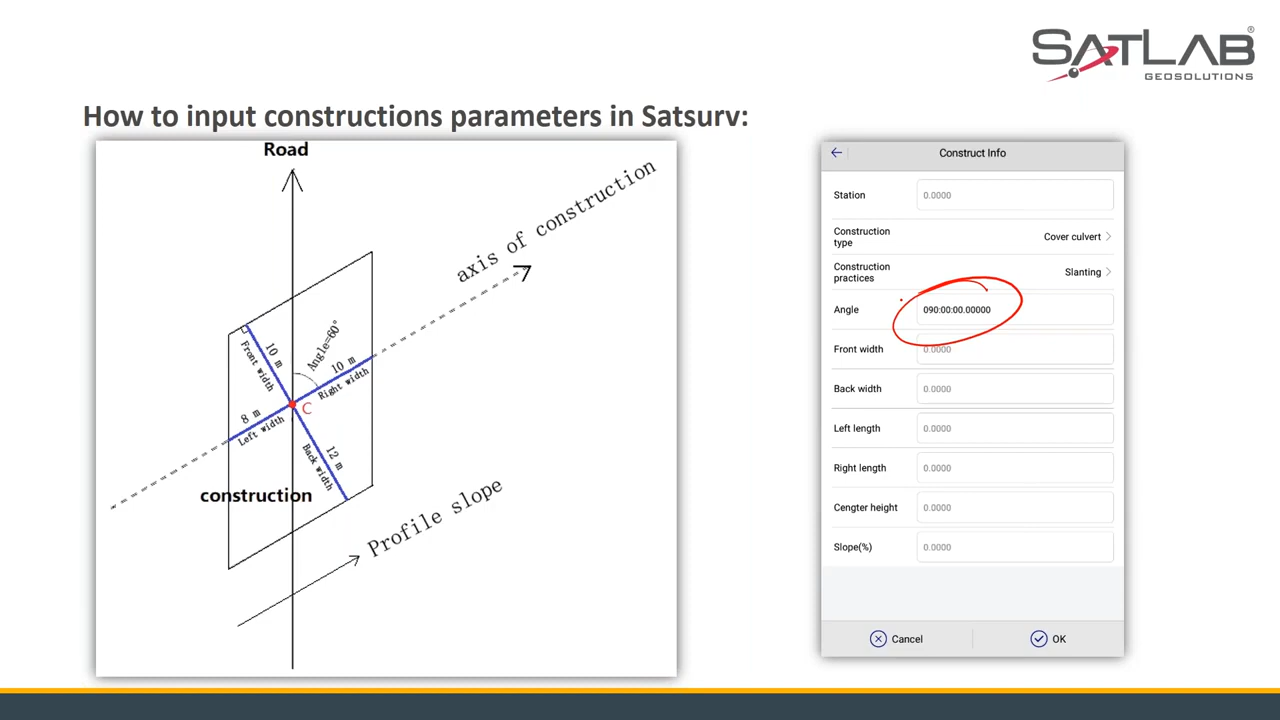 SATLAB®
GEOSOLUTIONS
How to input constructions parameters in Satsurv:
Road
axis of construction
10 m
Front width
Angle=60°
10 m
Right width
C
8 m
Left width
12 m
Back width
construction
Profile slope
Construct Info
Station 0.0000
Construction
type
Cover culvert
Construction
practices
Slanting
Angle 090:00:00.00000
Front width 0.0000
Back width 0.0000
Left length 0.0000
Right length 0.0000
Cengter height 0.0000
Slope(%) 0.0000
Cancel OK